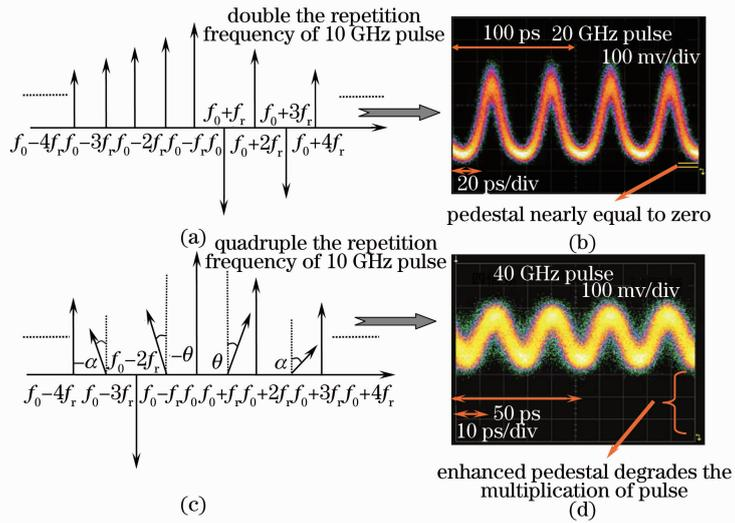 double the repetition
frequency of 10 GHz pulse
f₀+fᵣ f₀+3fᵣ
f₀-4fᵣ f₀-3fᵣ f₀-2fᵣ f₀-fᵣ f₀ f₀+2fᵣ f₀+4fᵣ
(a)
100 ps 20 GHz pulse
100 mv/div
20 ps/div
pedestal nearly equal to zero
(b)
quadruple the repetition
frequency of 10 GHz pulse
-α f₀-2fᵣ -θ θ α
f₀-4fᵣ f₀-3fᵣ f₀-fᵣ f₀ f₀+fᵣ f₀+2fᵣ f₀+3fᵣ f₀+4fᵣ
(c)
40 GHz pulse
100 mv/div
50 ps
10 ps/div
enhanced pedestal degrades the
multiplication of pulse
(d)